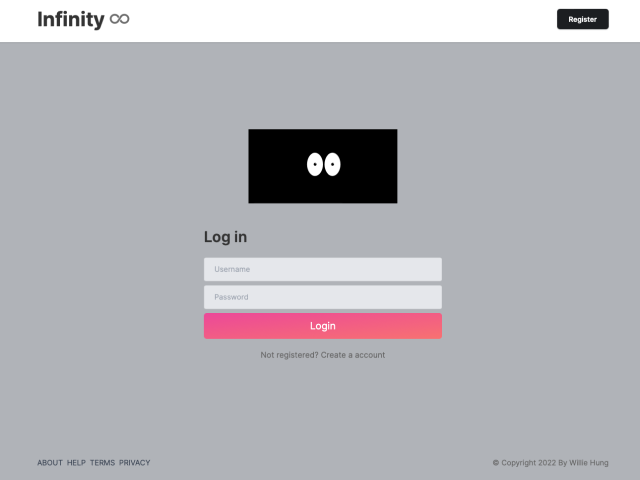 Infinity ∞
Register
Log in
Username
Password
Login
Not registered? Create a account
ABOUT HELP TERMS PRIVACY
© Copyright 2022 By Willie Hung